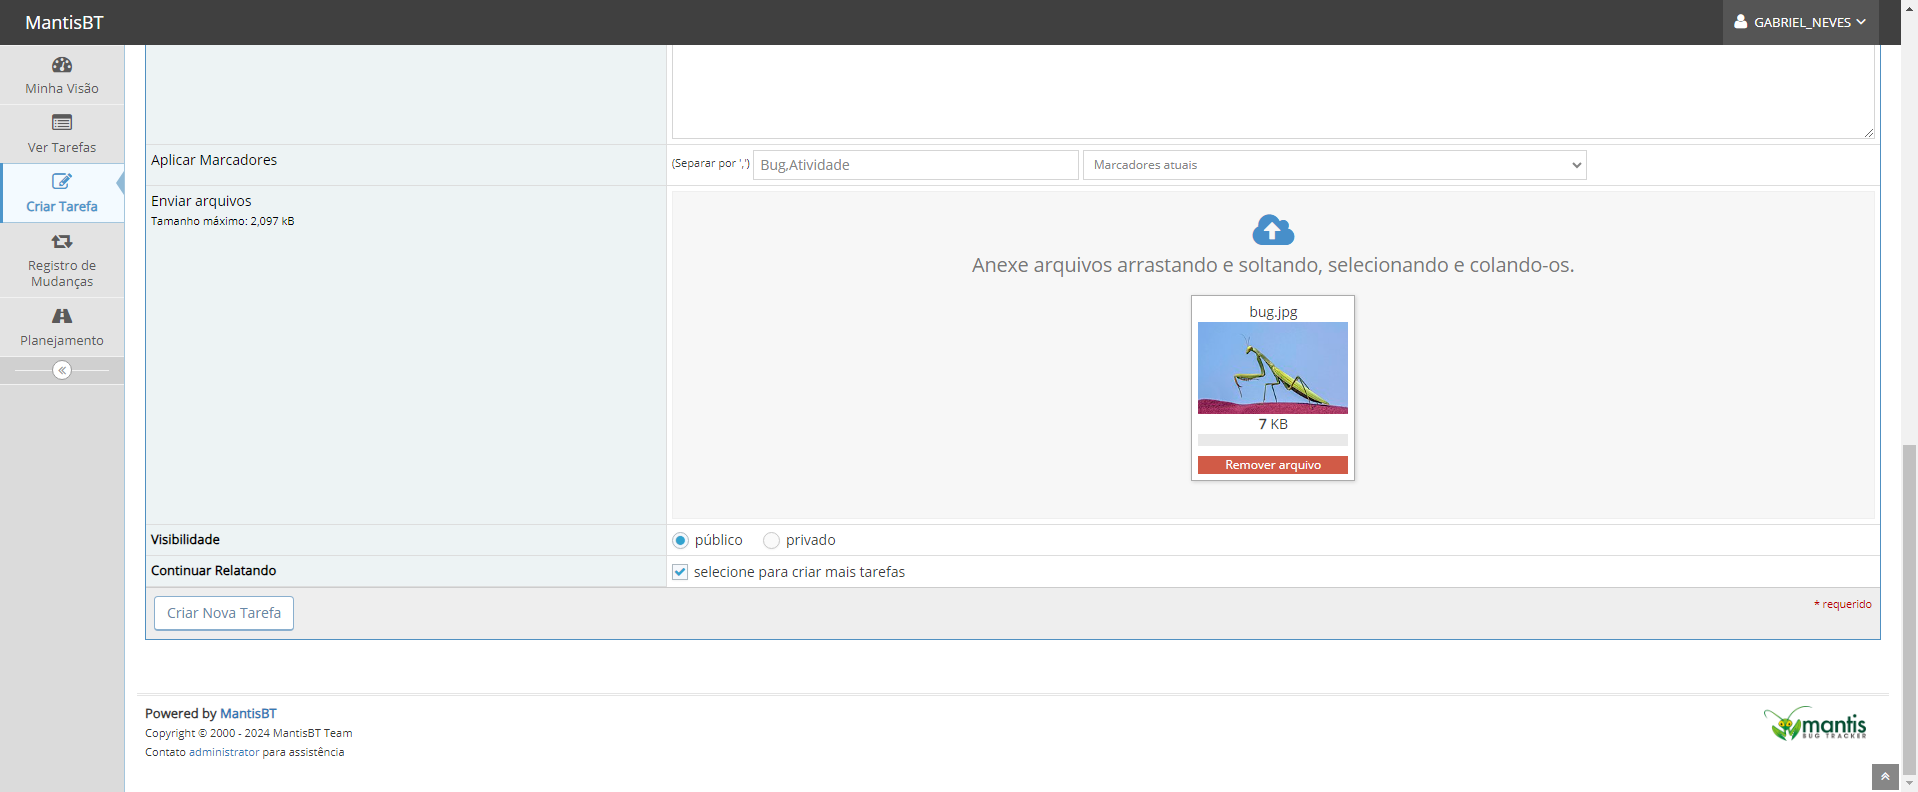 MantisBT
GABRIEL_NEVES
Minha Visão
Ver Tarefas
Criar Tarefa
Registro de
Mudanças
Planejamento
Aplicar Marcadores
(Separar por ',') Bug,Atividade Marcadores atuais
Enviar arquivos
Tamanho máximo: 2,097 kB
Anexe arquivos arrastando e soltando, selecionando e colando-os.
bug.jpg
7 KB
Remover arquivo
Visibilidade
público privado
Continuar Relatando
selecione para criar mais tarefas
Criar Nova Tarefa
* requerido
Powered by MantisBT
Copyright © 2000 - 2024 MantisBT Team
Contato administrator para assistência
mantis
BUG TRACKER